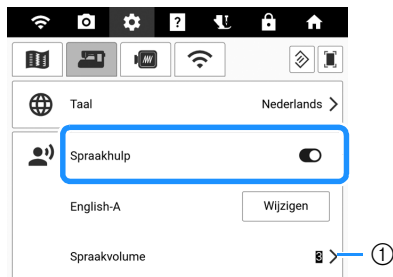 ?
Taal Nederlands
Spraakhulp
English-A Wijzigen
Spraakvolume 3 ①